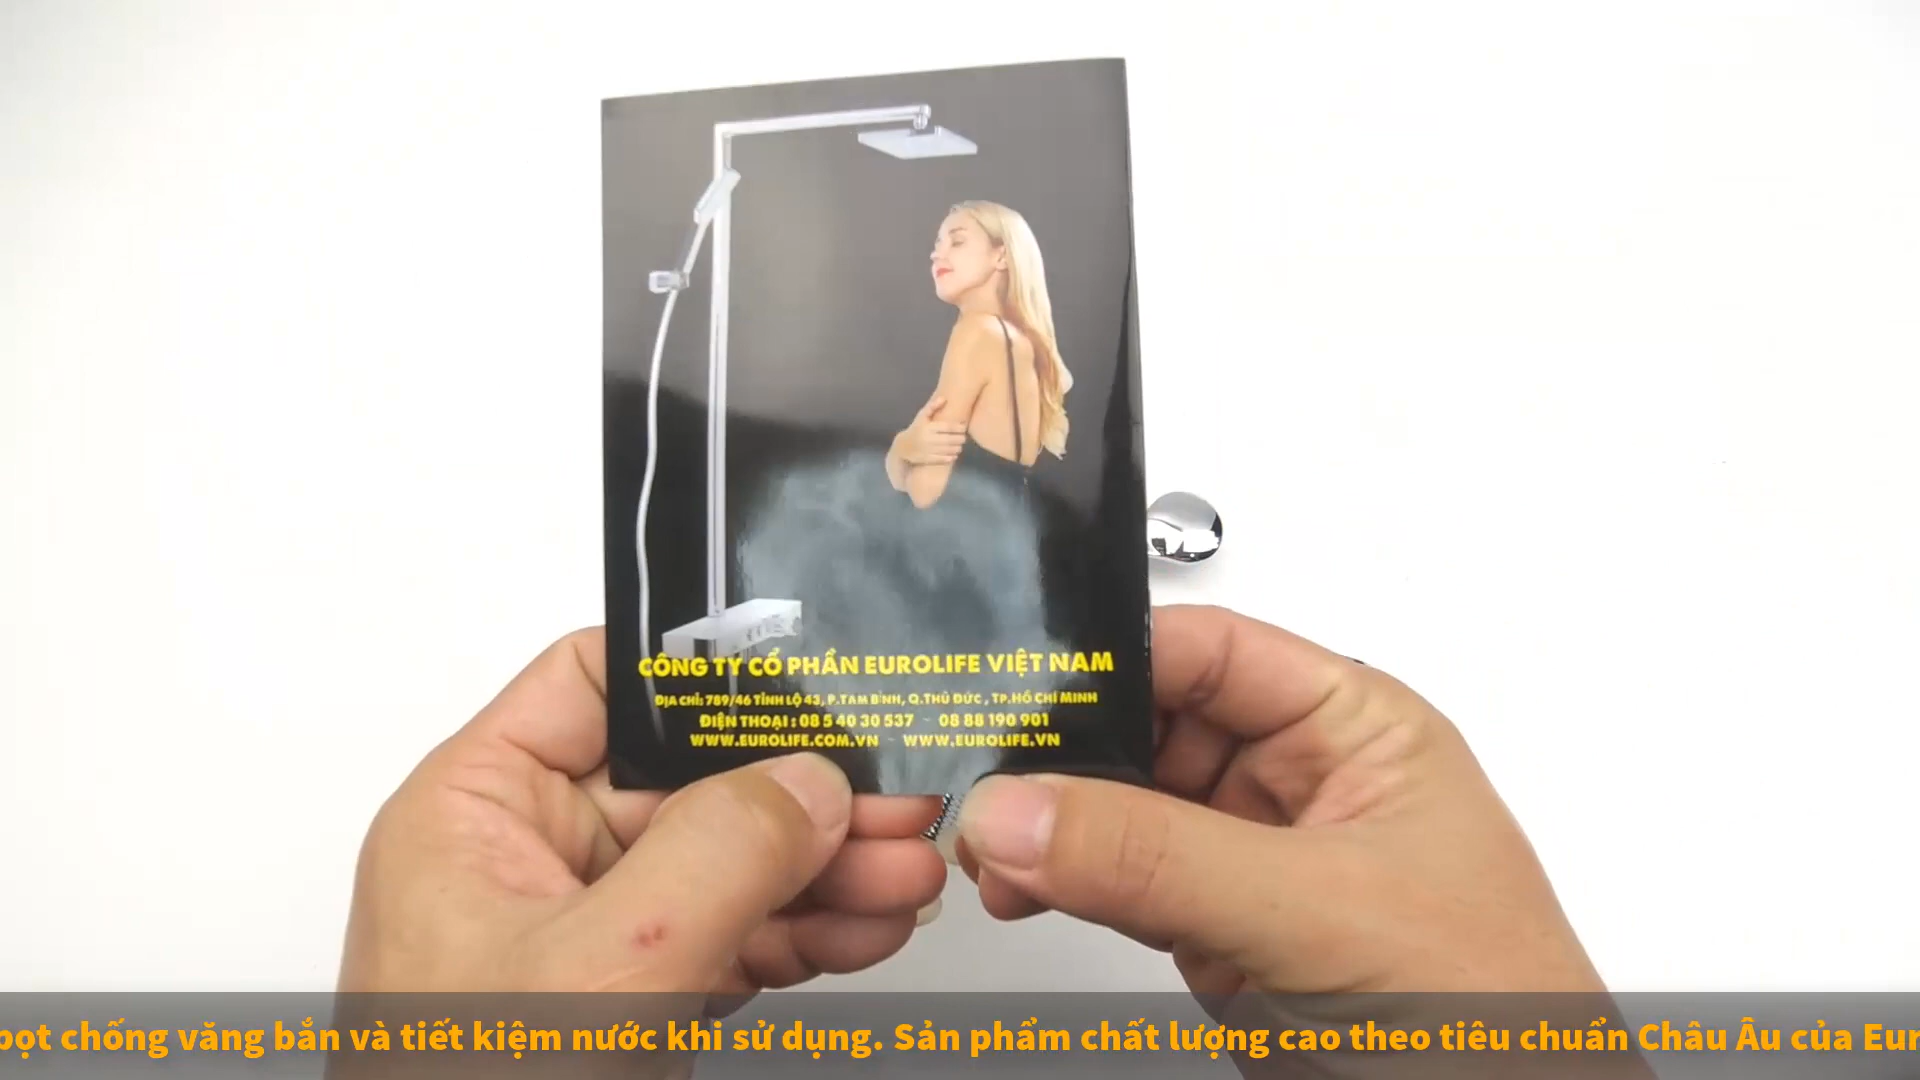 CÔNG TY CỔ PHẦN EUROLIFE VIỆT NAM
ĐỊA CHỈ: 789/46 TỈNH LỘ 43, P.TAM BÌNH, Q.THỦ ĐỨC , TP.HỒ CHÍ MINH
ĐIỆN THOẠI : 08 5 40 30 537 - 08 88 190 901
WWW.EUROLIFE.COM.VN - WWW.EUROLIFE.VN
bọt chống văng bắn và tiết kiệm nước khi sử dụng. Sản phẩm chất lượng cao theo tiêu chuẩn Châu Âu của Eur